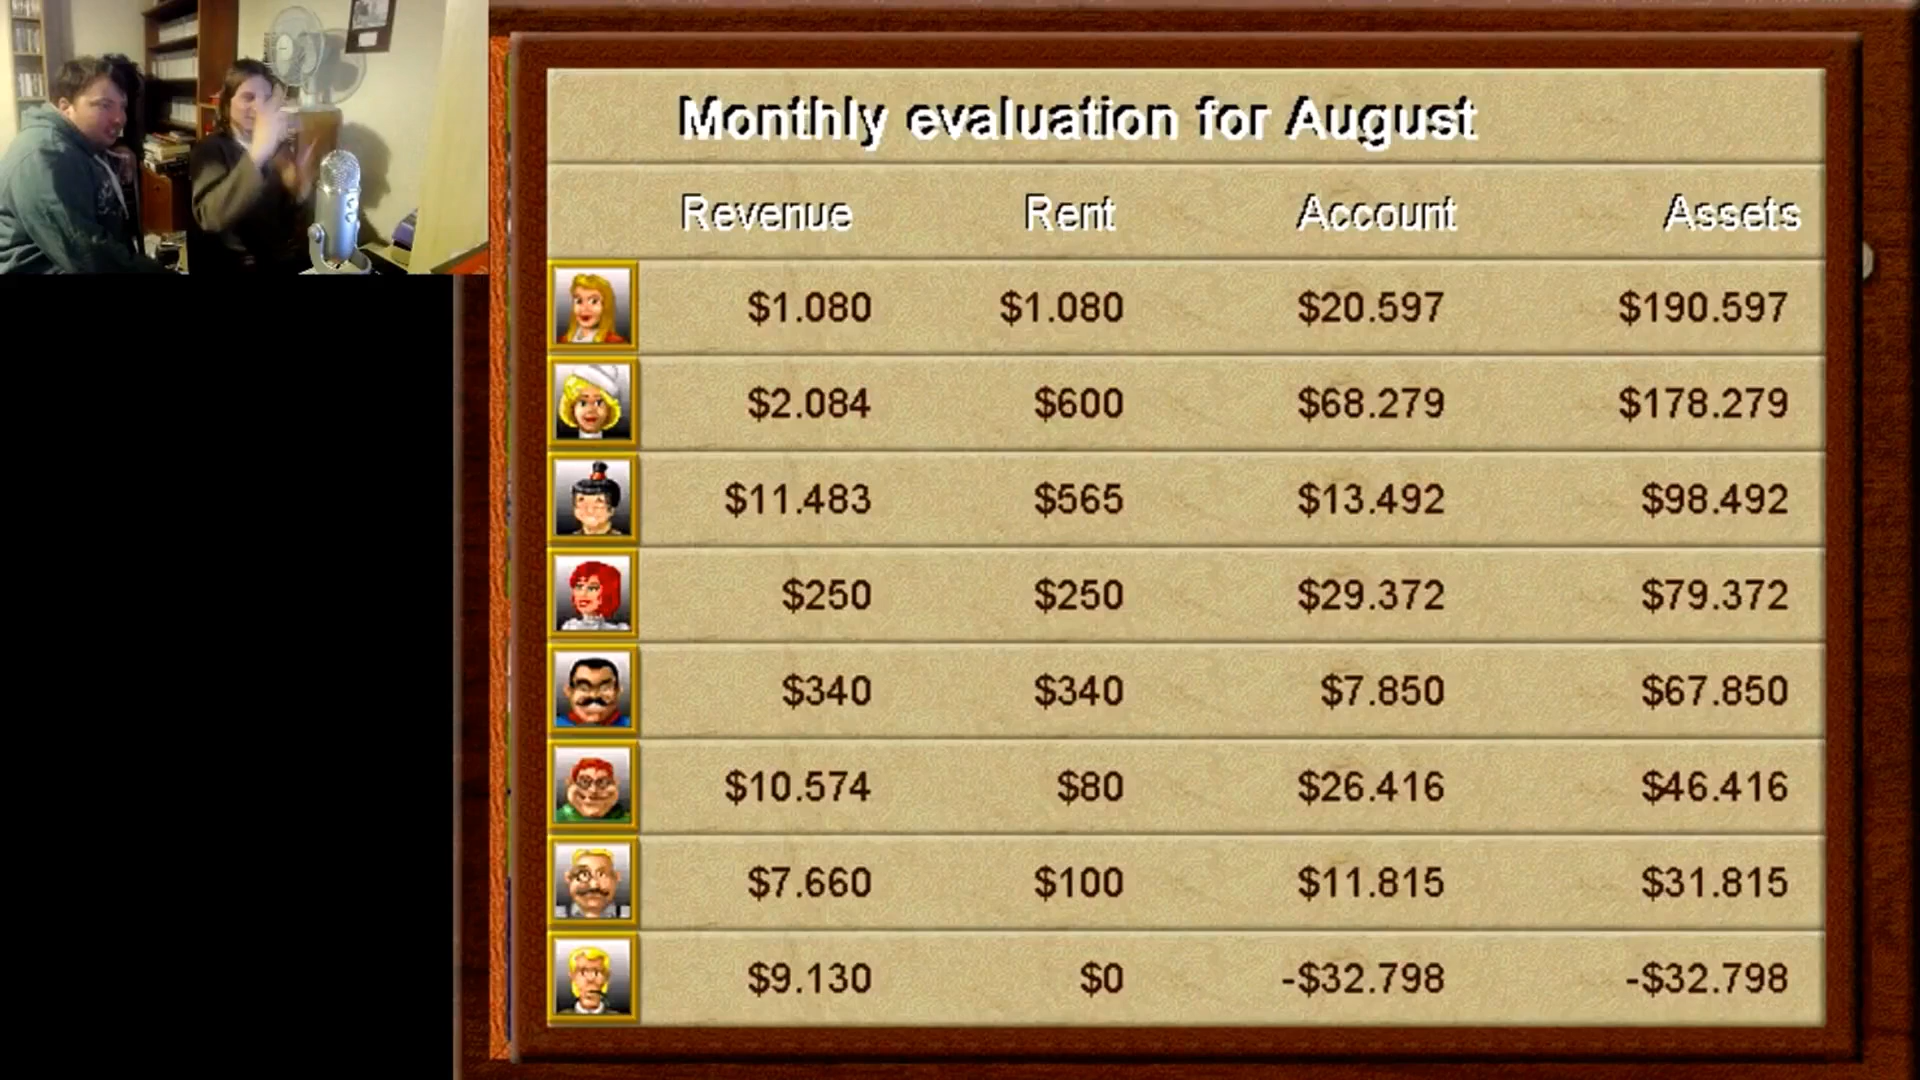 Monthly evaluation for August
Revenue Rent Account Assets
$1.080 $1.080 $20.597 $190.597
$2.084 $600 $68.279 $178.279
$11.483 $565 $13.492 $98.492
$250 $250 $29.372 $79.372
$340 $340 $7.850 $67.850
$10.574 $80 $26.416 $46.416
$7.660 $100 $11.815 $31.815
$9.130 $0 -$32.798 -$32.798